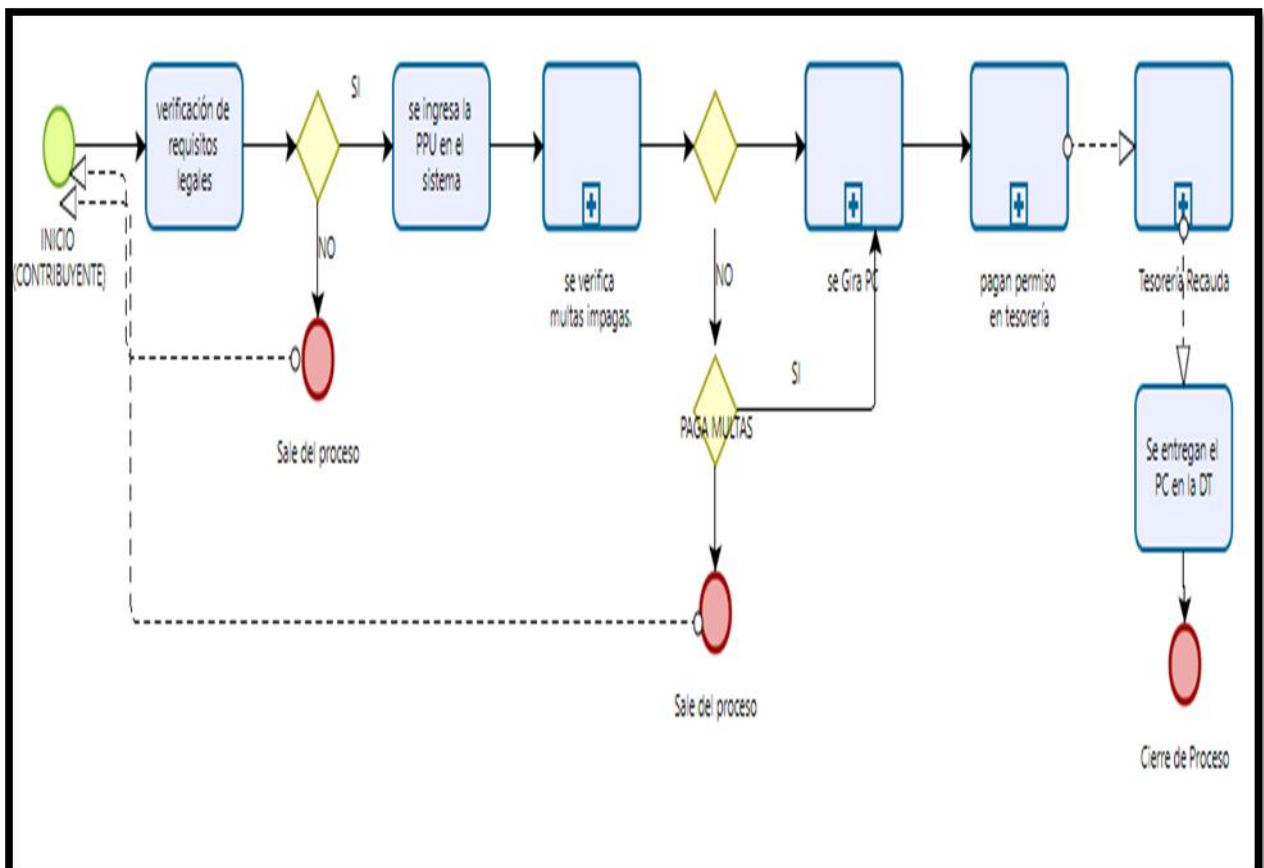 INICIO
(CONTRIBUYENTE)
verificación de
requisitos
legales
SI
NO
Sale del proceso
se ingresa la
PPU en el
sistema
se verifica
multas impagas.
NO
PAGA MULTAS
SI
Sale del proceso
se Gira PC
pagan permiso
en tesorería
Tesorería Recauda
Se entregan el
PC en la DT
Cierre de Proceso